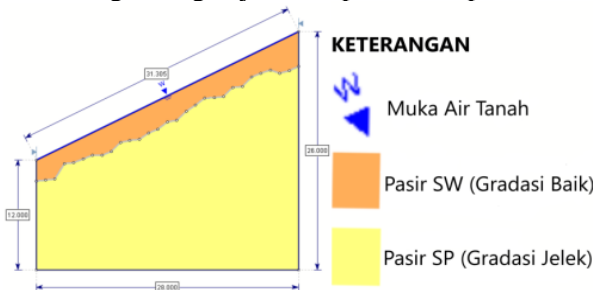 31.305
W
26.000
12.000
28.000
KETERANGAN
W
Muka Air Tanah
Pasir SW (Gradasi Baik)
Pasir SP (Gradasi Jelek)